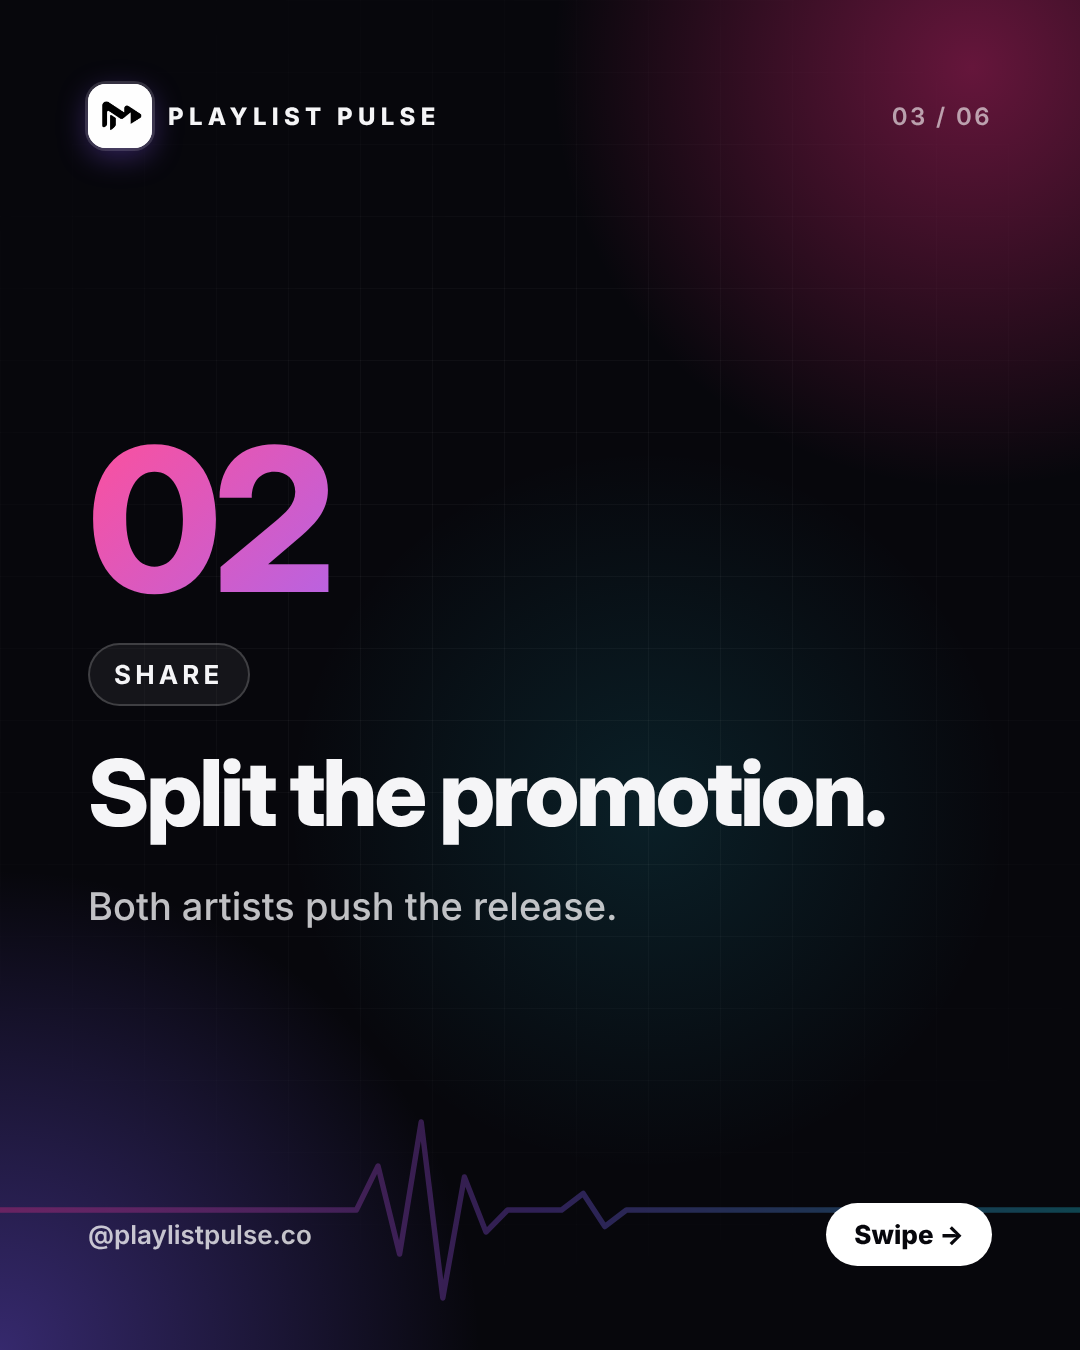 PLAYLIST PULSE
03 / 06
02
SHARE
Split the promotion.
Both artists push the release.
@playlistpulse.co
Swipe →